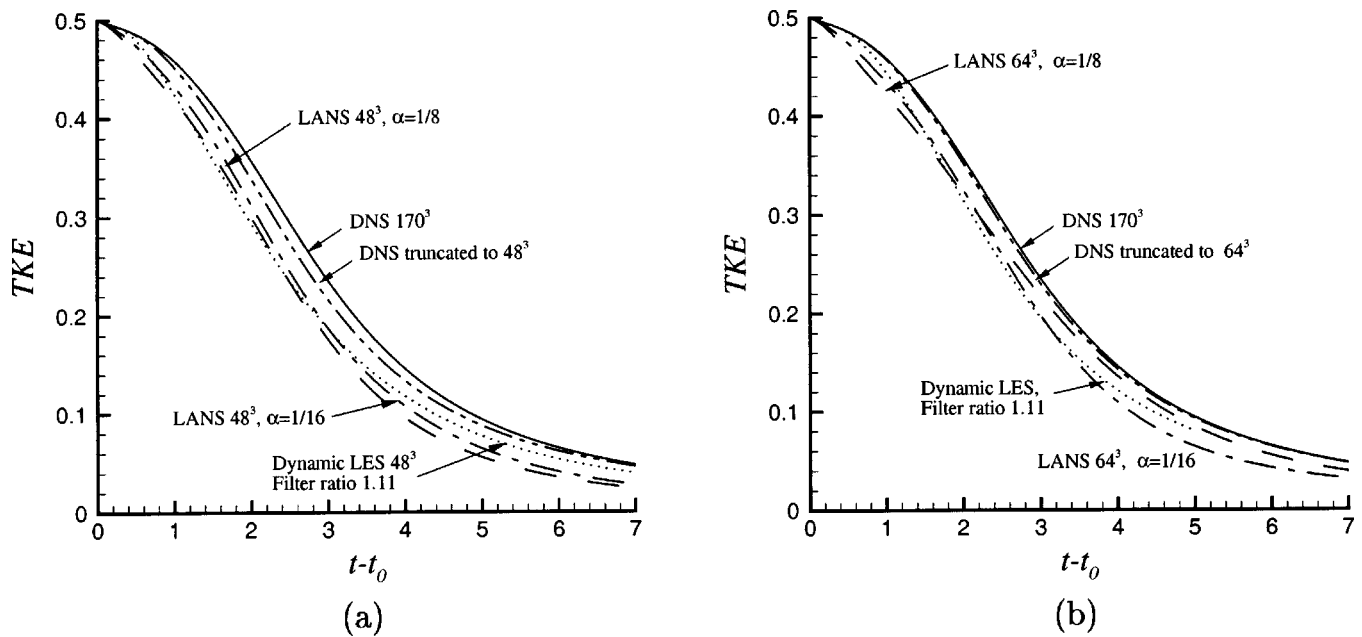 0.5
0.4
0.3
0.2
0.1
0
TKE
LANS 48³, α=1/8
DNS 170³
DNS truncated to 48³
LANS 48³, α=1/16
Dynamic LES 48³
Filter ratio 1.11
0 1 2 3 4 5 6 7
t-t₀
(a)
0.5
0.4
0.3
0.2
0.1
0
TKE
LANS 64³, α=1/8
DNS 170³
DNS truncated to 64³
Dynamic LES,
Filter ratio 1.11
LANS 64³, α=1/16
0 1 2 3 4 5 6 7
t-t₀
(b)